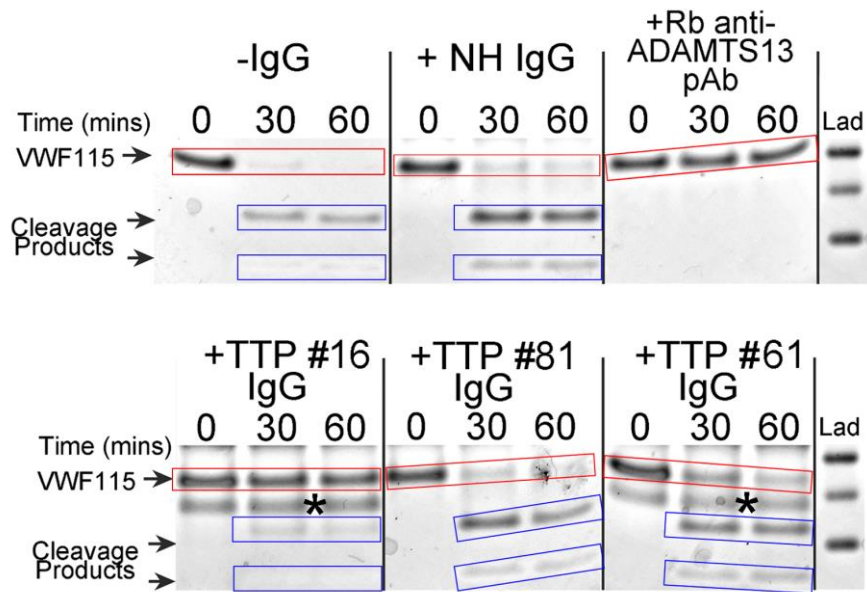 -IgG
+ NH IgG
+Rb anti-
ADAMTS13
pAb
Time (mins) 0 30 60 0 30 60 0 30 60 Lad
VWF115
Cleavage
Products
+TTP #16
IgG
+TTP #81
IgG
+TTP #61
IgG
Time (mins) 0 30 60 0 30 60 0 30 60 Lad
VWF115
*
*
Cleavage
Products